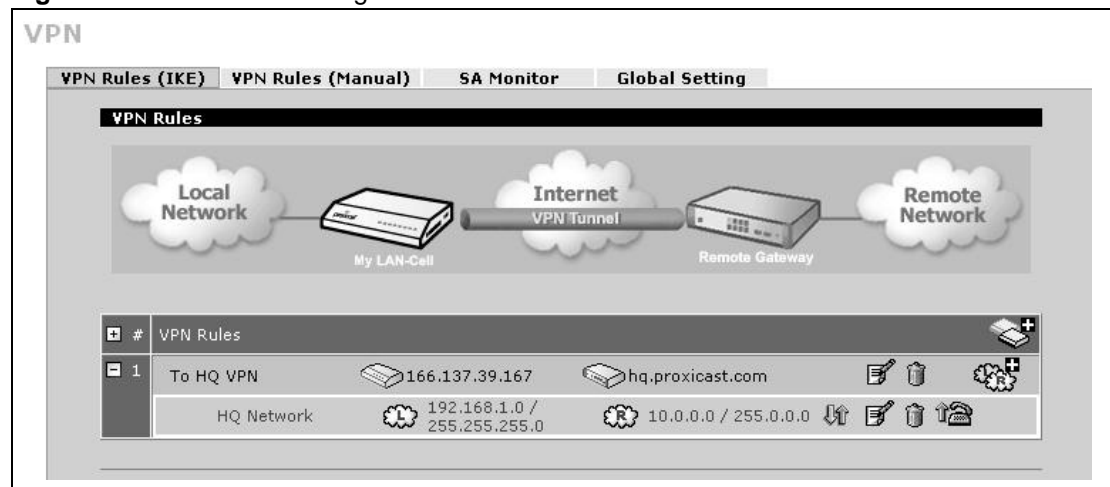 VPN
VPN Rules (IKE) VPN Rules (Manual) SA Monitor Global Setting
VPN Rules
Local
Network
Internet
VPN Tunnel
Remote
Network
My LAN-Cell
Remote Gateway
# VPN Rules
1 To HQ VPN 166.137.39.167 hq.proxicast.com
HQ Network L 192.168.1.0 /
255.255.255.0 R 10.0.0.0 / 255.0.0.0